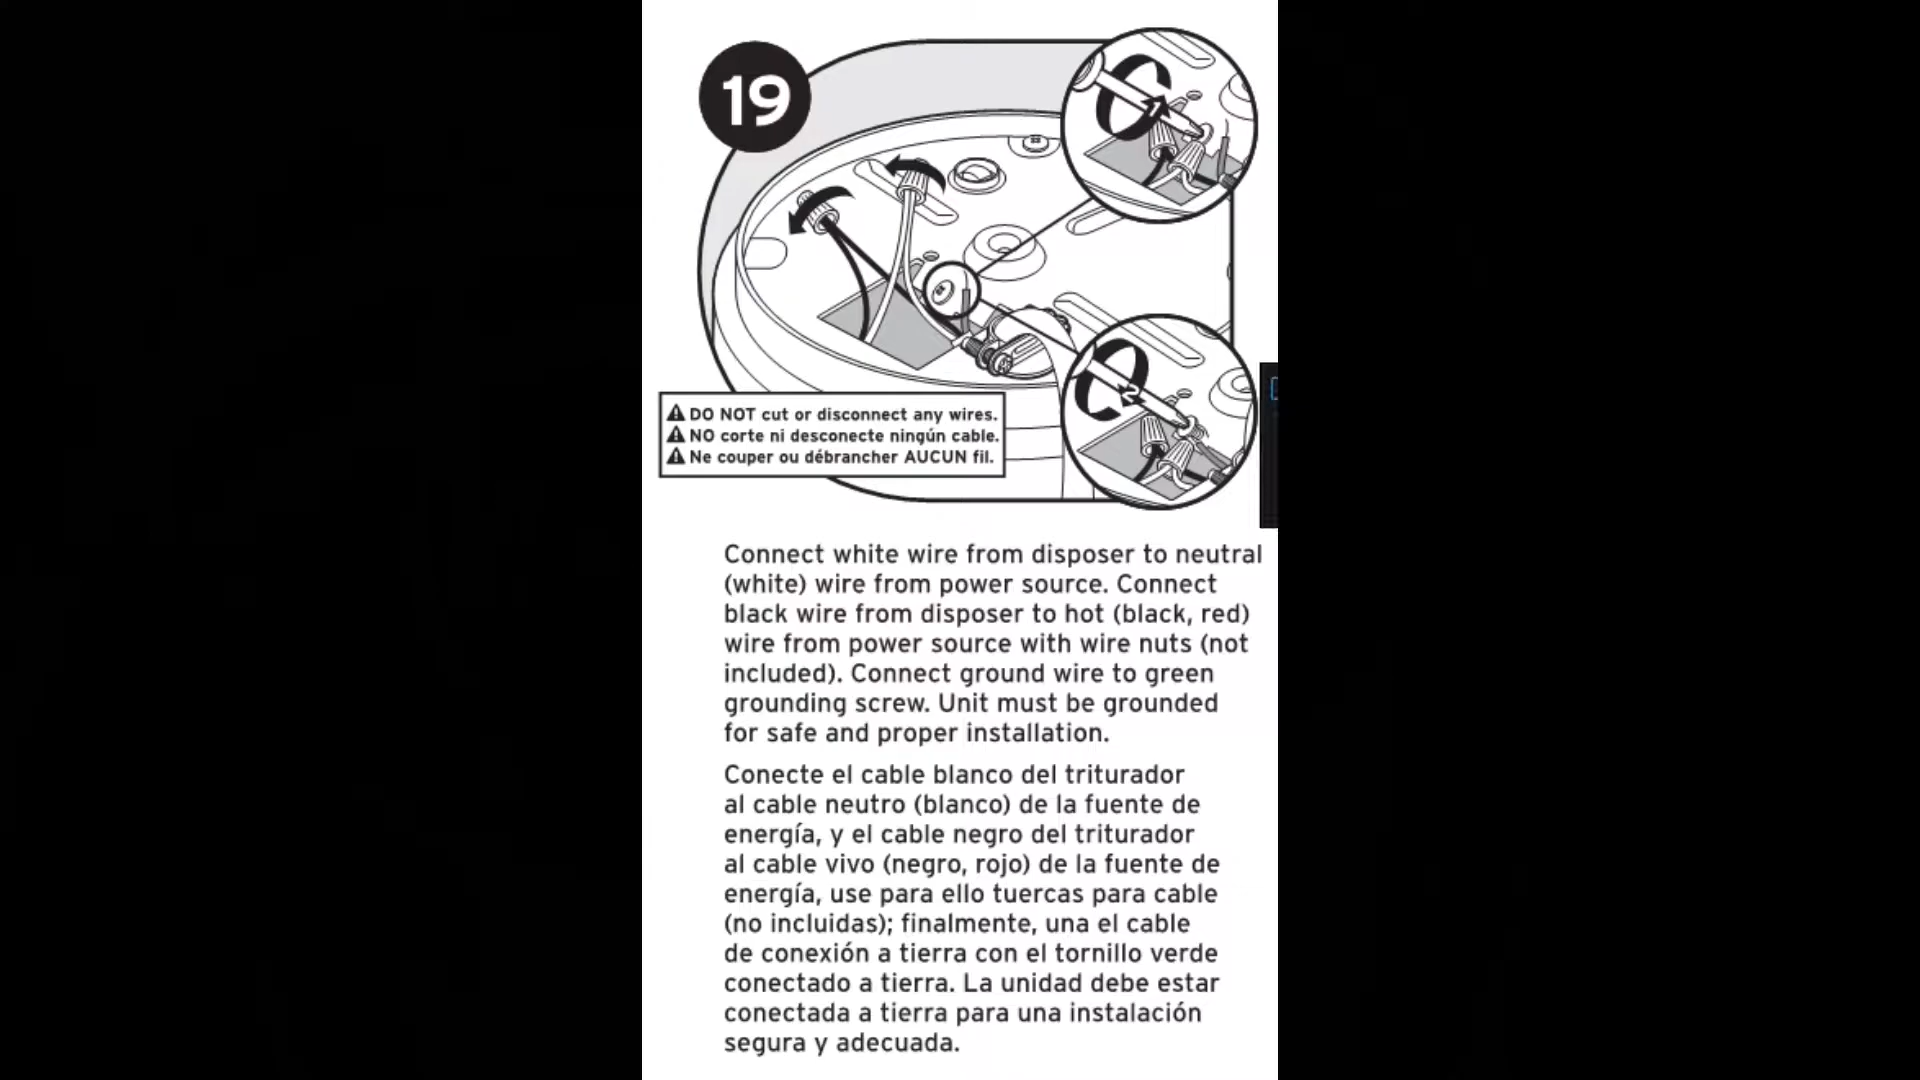 19
1
2
DO NOT cut or disconnect any wires.
NO corte ni desconecte ningún cable.
Ne couper ou débrancher AUCUN fil.
Connect white wire from disposer to neutral
(white) wire from power source. Connect
black wire from disposer to hot (black, red)
wire from power source with wire nuts (not
included). Connect ground wire to green
grounding screw. Unit must be grounded
for safe and proper installation.
Conecte el cable blanco del triturador
al cable neutro (blanco) de la fuente de
energía, y el cable negro del triturador
al cable vivo (negro, rojo) de la fuente de
energía, use para ello tuercas para cable
(no incluidas); finalmente, una el cable
de conexión a tierra con el tornillo verde
conectado a tierra. La unidad debe estar
conectada a tierra para una instalación
segura y adecuada.